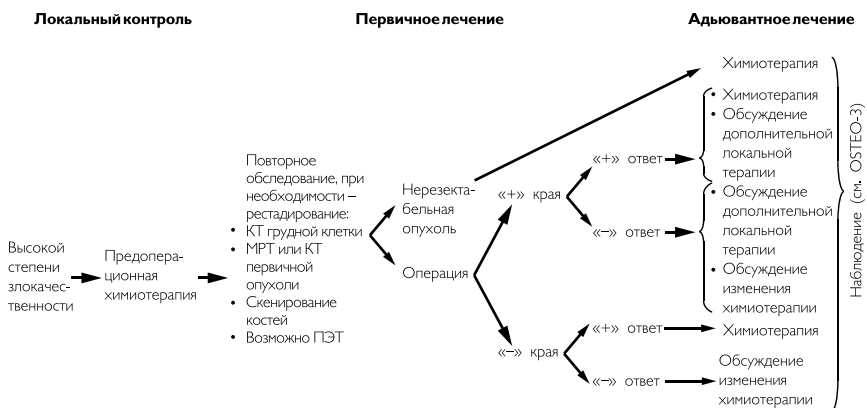 Локальный контроль
Первичное лечение
Адьювантное лечение
Высокой
степени
злокачес-
твенности
Предопера-
ционная
химиотерапия
Повторное
обследование, при
необходимости –
рестадирование:
• КТ грудной клетки
• МРТ или КТ
первичной
опухоли
• Скенирование
костей
• Возможно ПЭТ
Нерезекта-
бельная
опухоль
Операция
«+» края
«–» края
«+» ответ
«–» ответ
«+» ответ
«–» ответ
Химиотерапия
• Химиотерапия
• Обсуждение
дополнительной
локальной
терапии
• Обсуждение
дополнительной
локальной
терапии
• Обсуждение
изменения
химиотерапии
Химиотерапия
Обсуждение
изменения
химиотерапии
Наблюдение (см. OSTEO-3)